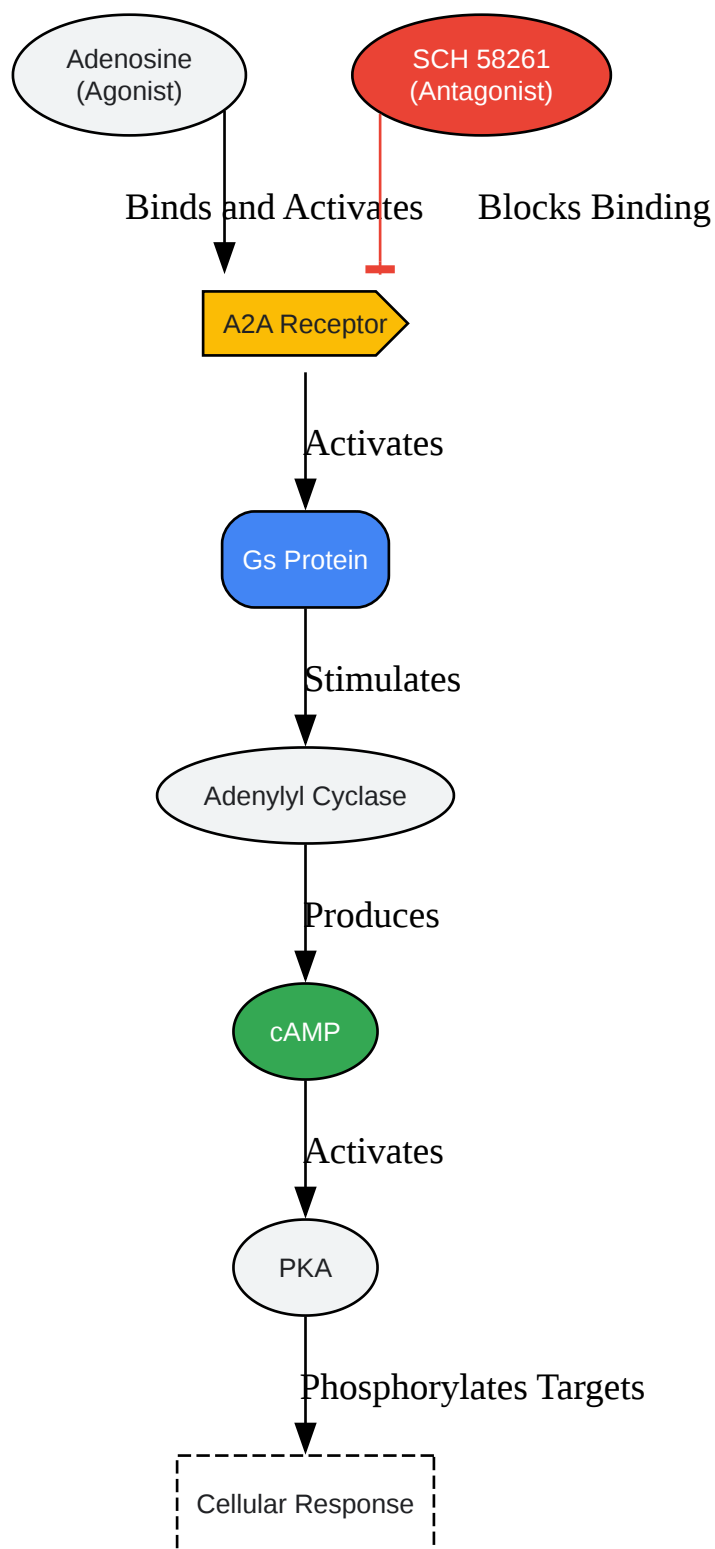 Adenosine
(Agonist)
SCH 58261
(Antagonist)
Binds and Activates
Blocks Binding
A2A Receptor
Activates
Gs Protein
Stimulates
Adenylyl Cyclase
Produces
cAMP
Activates
PKA
Phosphorylates Targets
Cellular Response